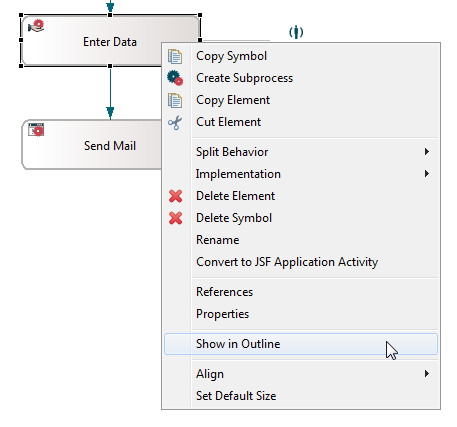 Enter Data
Copy Symbol
Create Subprocess
Copy Element
Cut Element
Send Mail
Split Behavior
Implementation
Delete Element
Delete Symbol
Rename
Convert to JSF Application Activity
References
Properties
Show in Outline
Align
Set Default Size